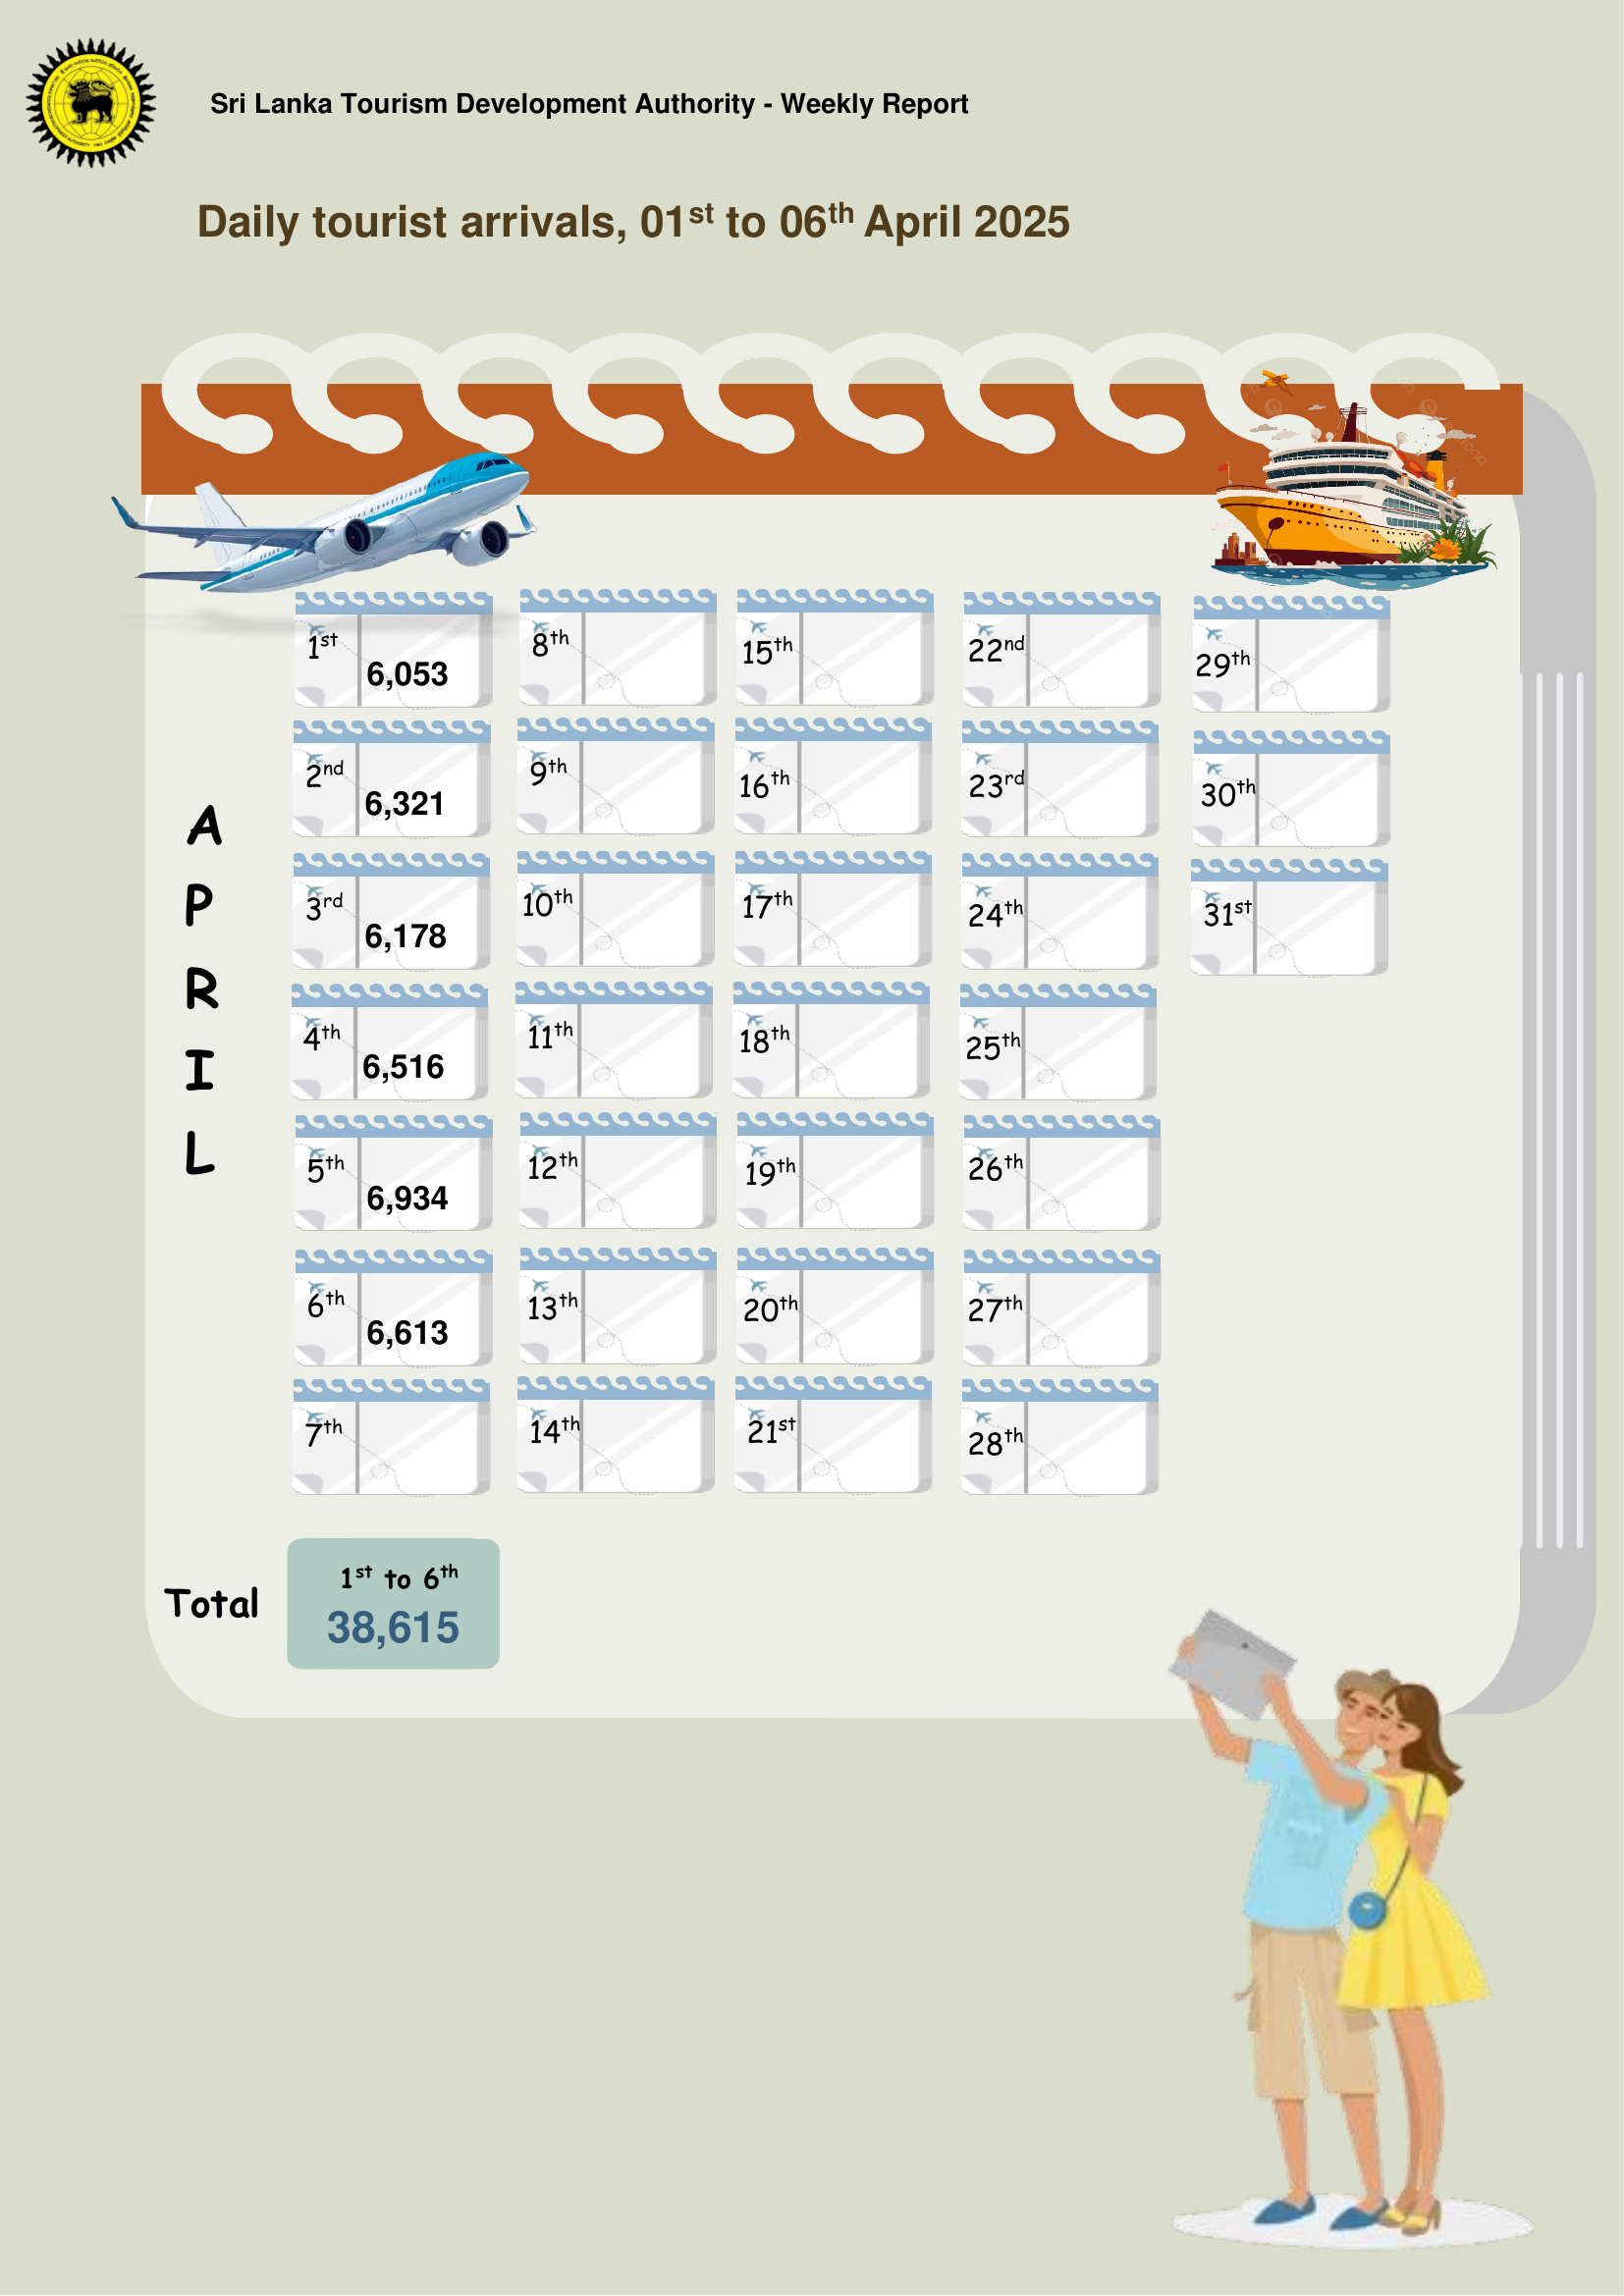 Sri Lanka Tourism Development Authority - Weekly Report
Daily tourist arrivals, 01st to 06th April 2025
APRIL
1st 6,053
2nd 6,321
3rd 6,178
4th 6,516
5th 6,934
6th 6,613
7th
8th
9th
10th
11th
12th
13th
14th
15th
16th
17th
18th
19th
20th
21st
22nd
23rd
24th
25th
26th
27th
28th
29th
30th
31st
Total
1st to 6th
38,615